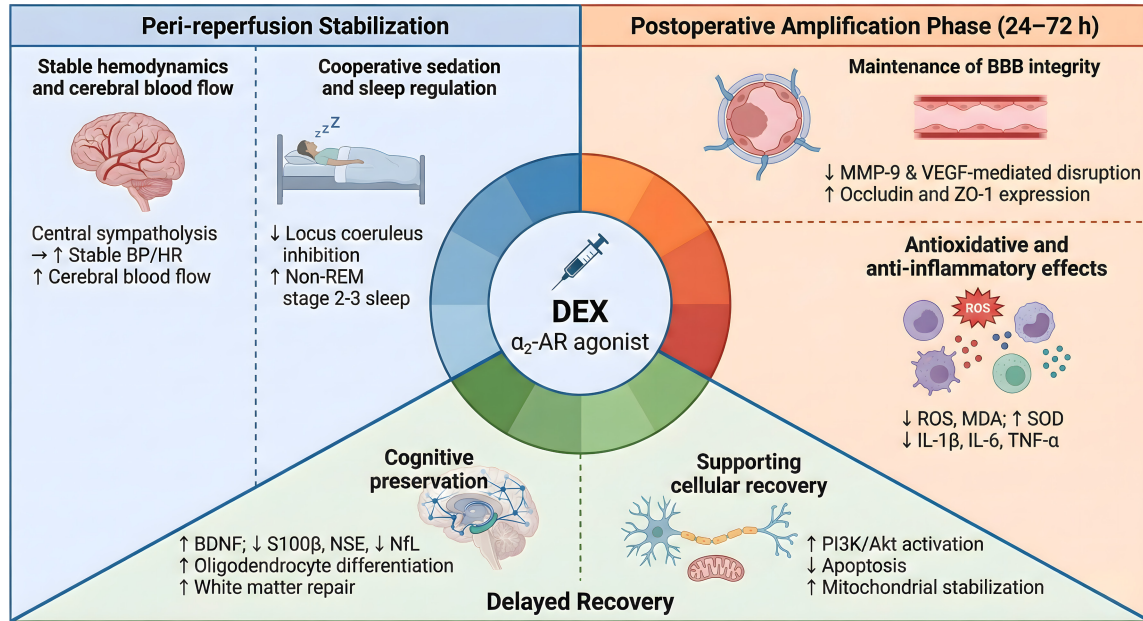 Peri-reperfusion Stabilization
Stable hemodynamics
and cerebral blood flow
Central sympatholysis
→ ↑ Stable BP/HR
↑ Cerebral blood flow
Cooperative sedation
and sleep regulation
zzZ
↓ Locus coeruleus
inhibition
↑ Non-REM
stage 2-3 sleep
Postoperative Amplification Phase (24–72 h)
Maintenance of BBB integrity
↓ MMP-9 & VEGF-mediated disruption
↑ Occludin and ZO-1 expression
Antioxidative and
anti-inflammatory effects
ROS
↓ ROS, MDA; ↑ SOD
↓ IL-1β, IL-6, TNF-α
DEX
α₂-AR agonist
Cognitive
preservation
↑ BDNF; ↓ S100β, NSE, ↓ NfL
↑ Oligodendrocyte differentiation
↑ White matter repair
Supporting
cellular recovery
↑ PI3K/Akt activation
↓ Apoptosis
↑ Mitochondrial stabilization
Delayed Recovery